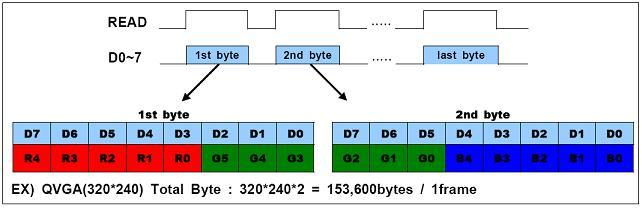 READ
.....
D0~7
1st byte
2nd byte
.....
last byte
1st byte
D7 D6 D5 D4 D3 D2 D1 D0
R4 R3 R2 R1 R0 G5 G4 G3
2nd byte
D7 D6 D5 D4 D3 D2 D1 D0
G2 G1 G0 B4 B3 B2 B1 B0
EX) QVGA(320*240) Total Byte : 320*240*2 = 153,600bytes / 1frame